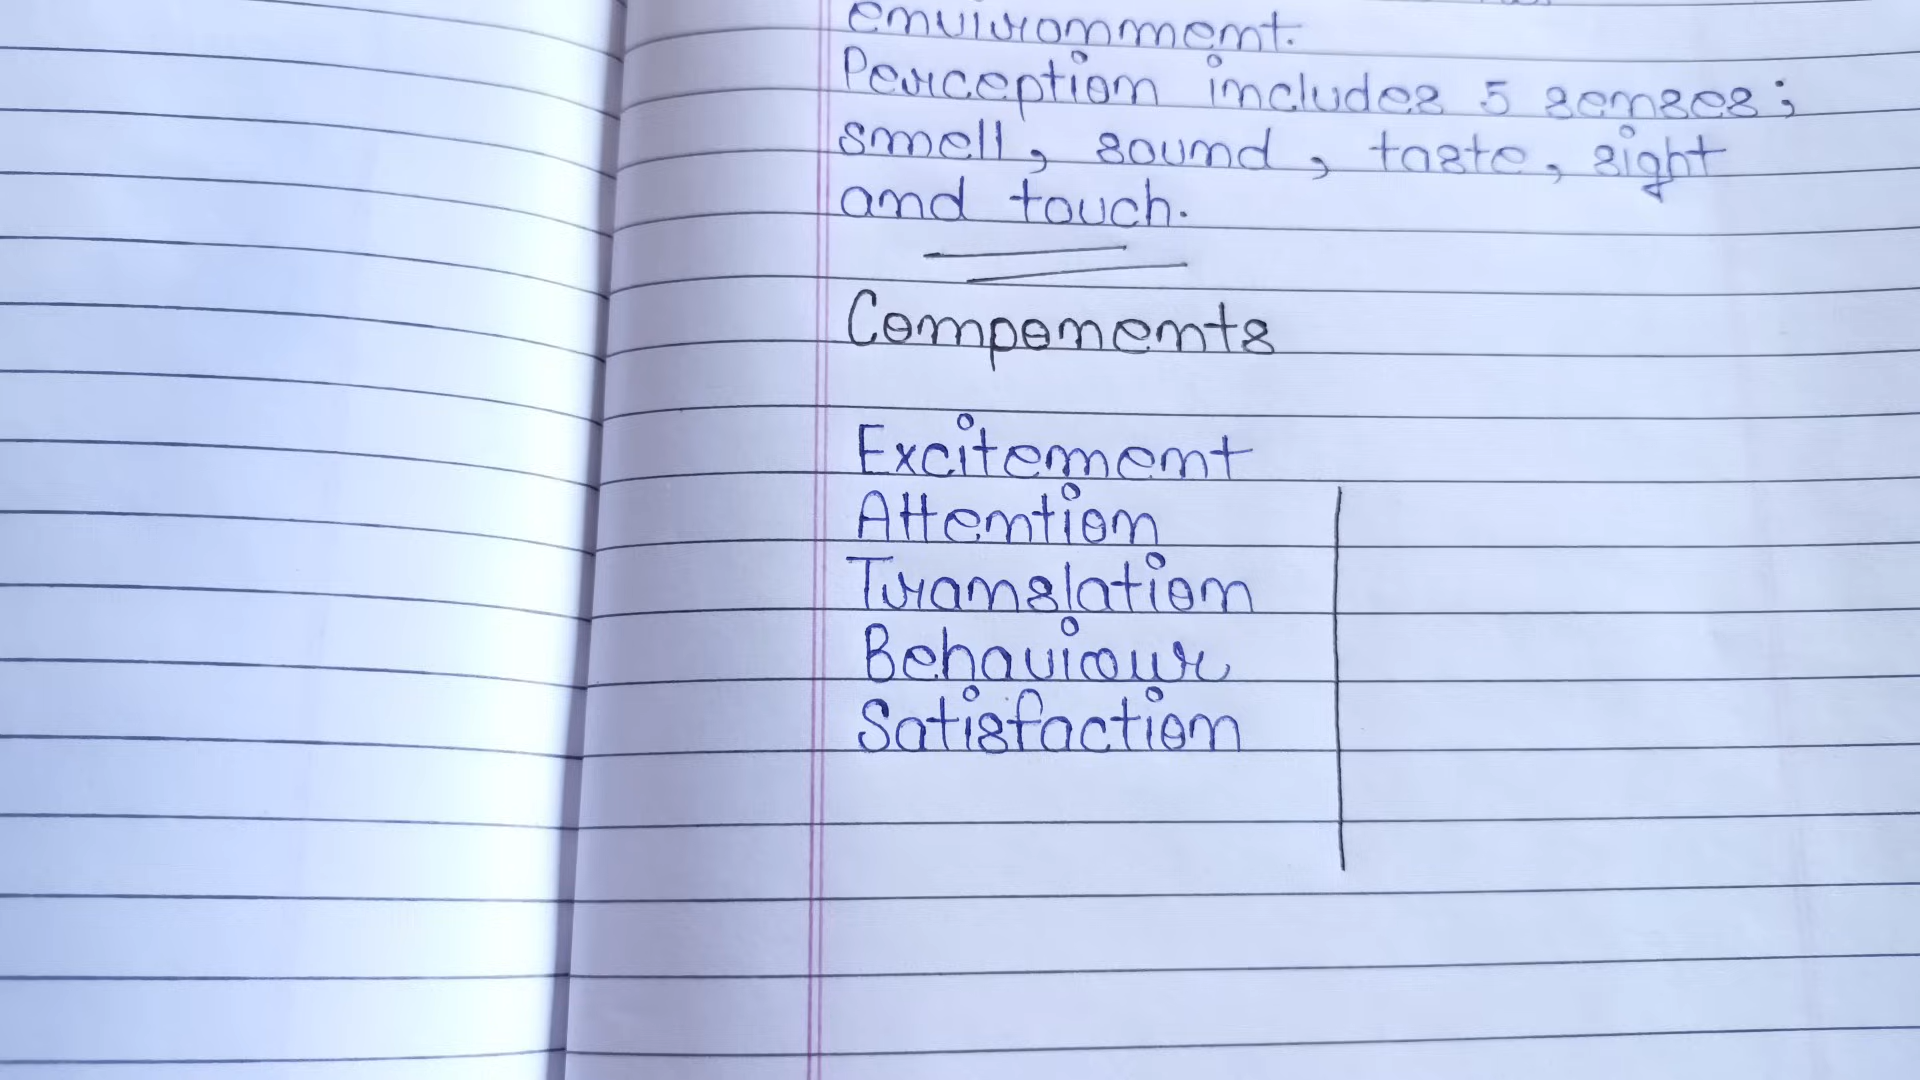 environment.
Perception includes 5 senses;
smell, sound, taste, sight
and touch.
Components
Excitement
Attention
Translation
Behaviour
Satisfaction